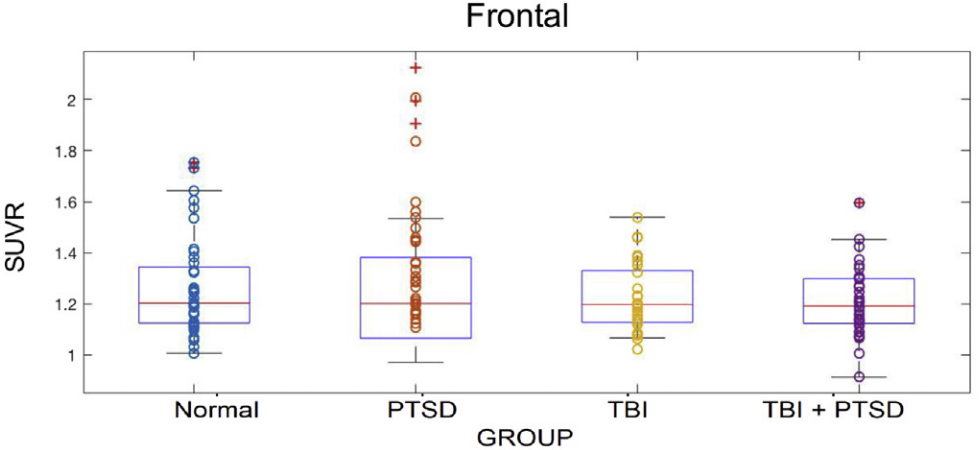 Frontal
SUVR
2
1.8
1.6
1.4
1.2
1
Normal PTSD TBI TBI + PTSD
GROUP